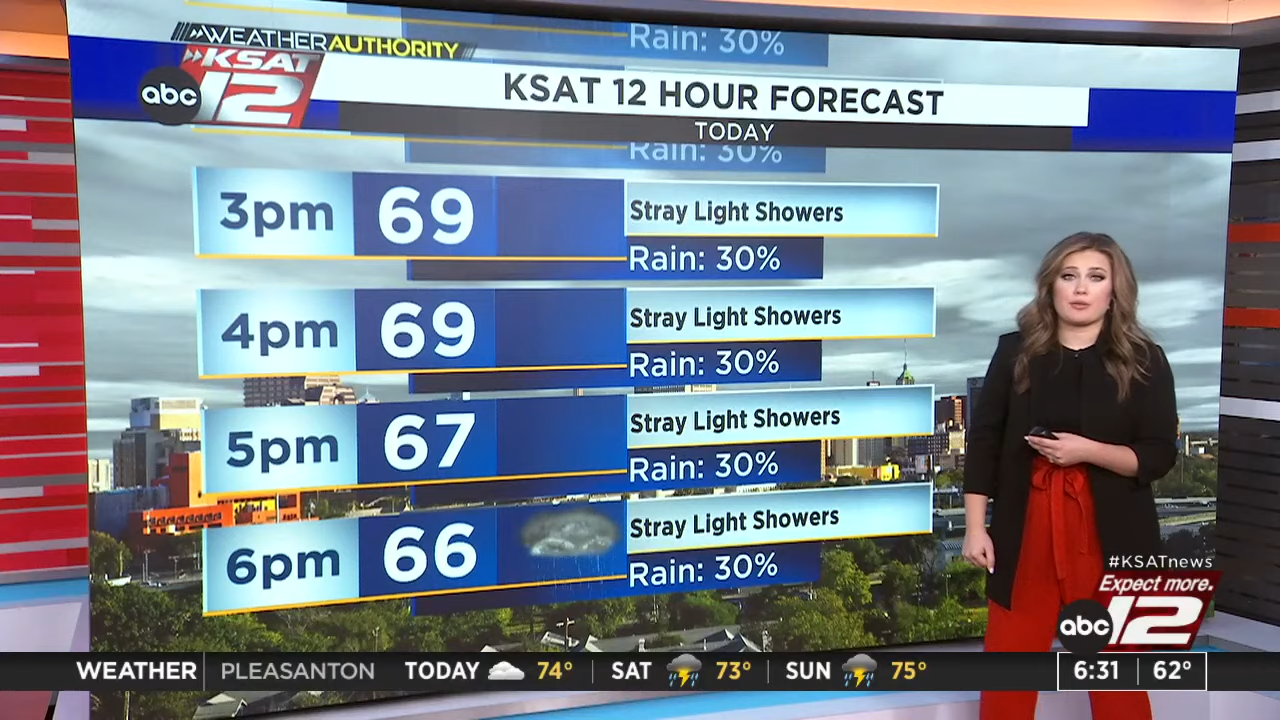 Rain: 30%
WEATHER AUTHORITY
KSAT
abc 12
KSAT 12 HOUR FORECAST
TODAY
Rain: 30%
3pm 69 Stray Light Showers
Rain: 30%
4pm 69 Stray Light Showers
Rain: 30%
5pm 67 Stray Light Showers
Rain: 30%
6pm 66 Stray Light Showers
Rain: 30%
#KSATnews
Expect more.
abc 12
WEATHER PLEASANTON TODAY 74° SAT 73° SUN 75° 6:31 62°